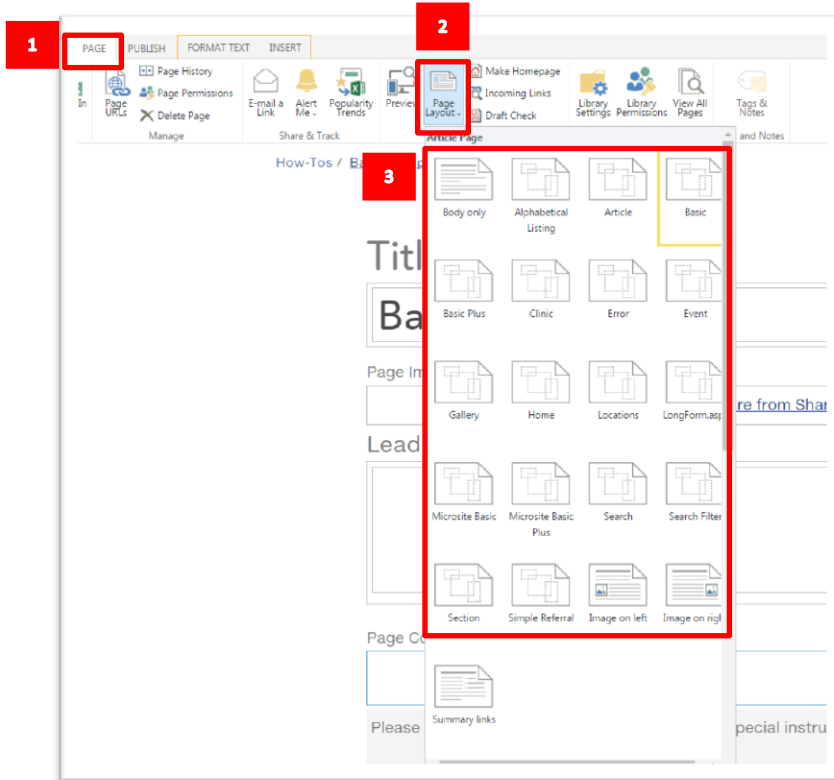 1
2
PAGE PUBLISH FORMAT TEXT INSERT
In
Page
URLs
Page History
Page Permissions
Delete Page
E-mail a
Link
Alert
Me
Popularity
Trends
Preview
Page
Layout
Make Homepage
Incoming Links
Draft Check
Library
Settings
Library
Permissions
View All
Pages
Tags &
Notes
Manage
Share & Track
and Notes
Article Page
How-Tos /
3
Body only
Alphabetical
Listing
Article
Basic
Titl
Ba
Basic Plus
Clinic
Error
Event
Page Im
re from Shar
Gallery
Home
Locations
LongForm.asp
Lead
Microsite Basic
Microsite Basic
Plus
Search
Search Filter
Section
Simple Referral
Image on left
Image on righ
Page Co
Summary links
Please
pecial instru